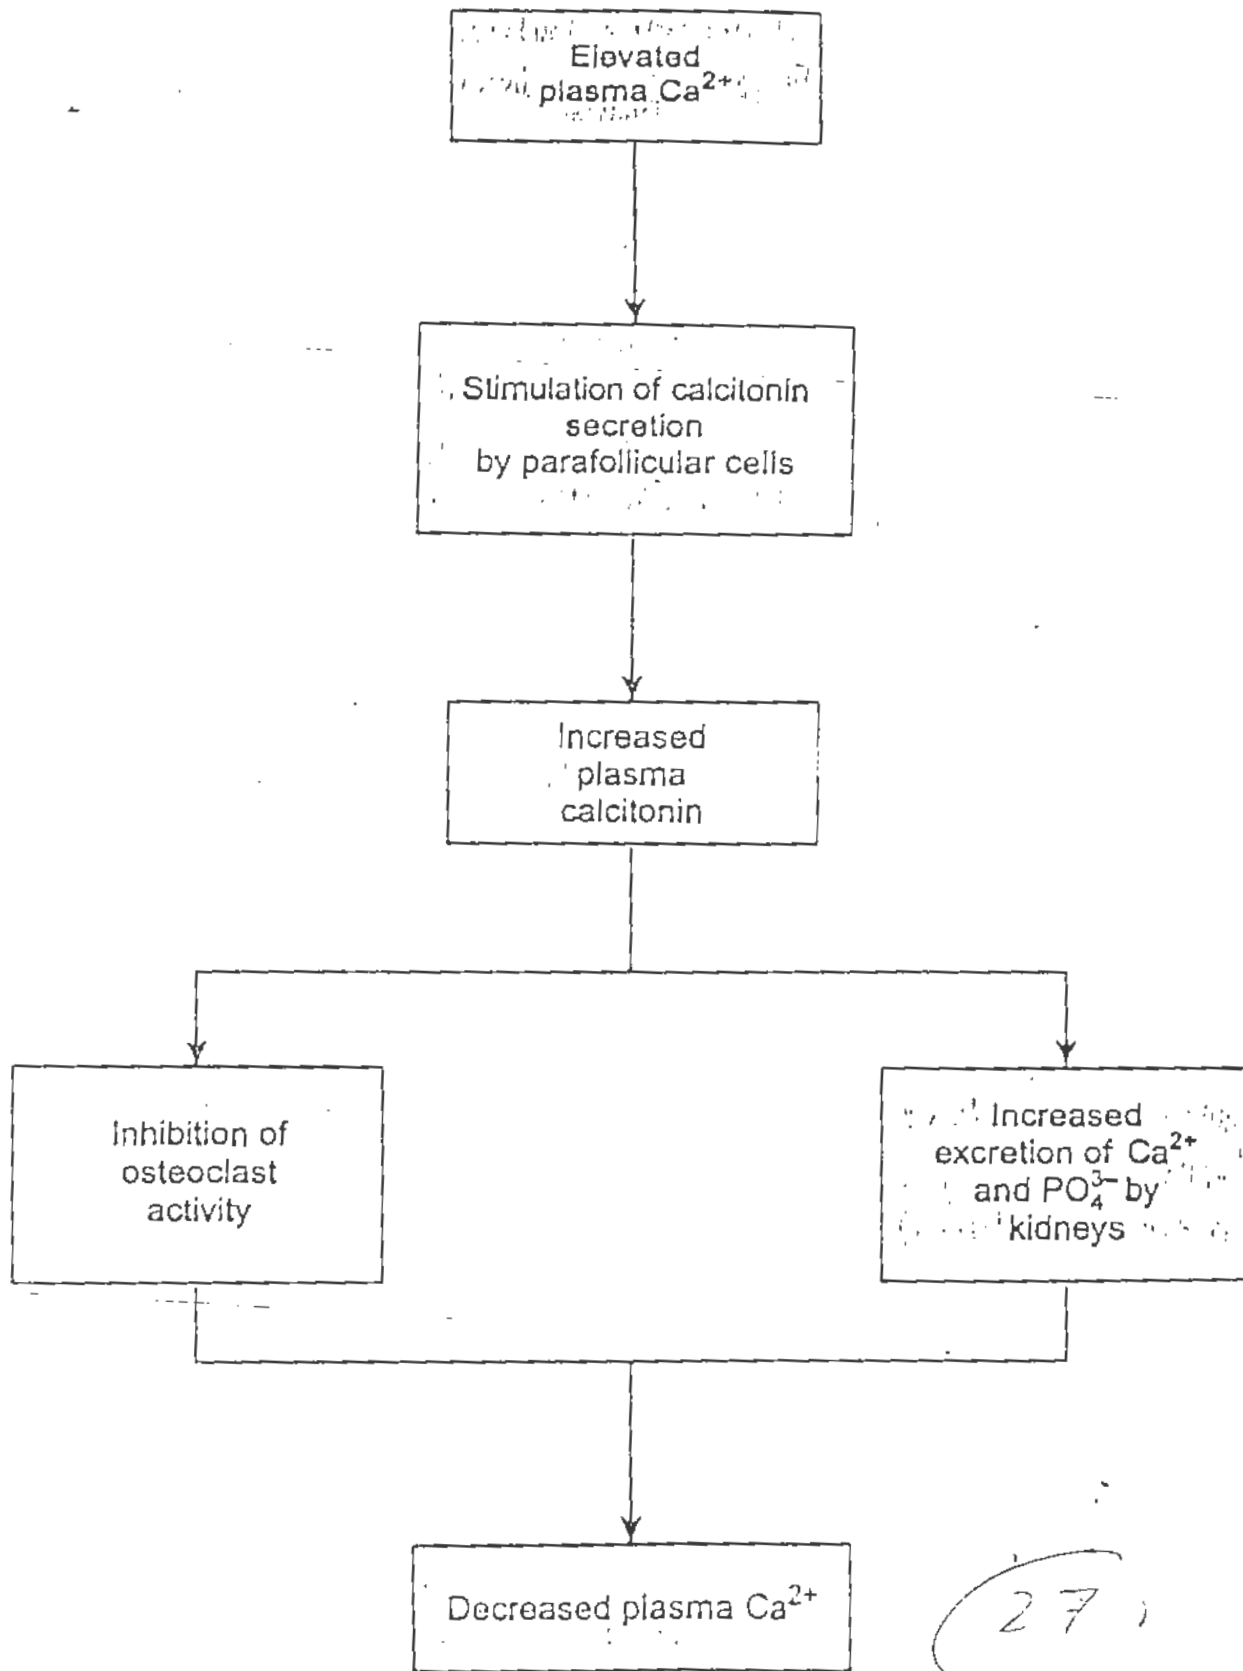 Elevated
plasma Ca²⁺
Stimulation of calcitonin
secretion
by parafollicular cells
Increased
plasma
calcitonin
Inhibition of
osteoclast
activity
Increased
excretion of Ca²⁺
and PO₄³⁻ by
kidneys
Decreased plasma Ca²⁺
27